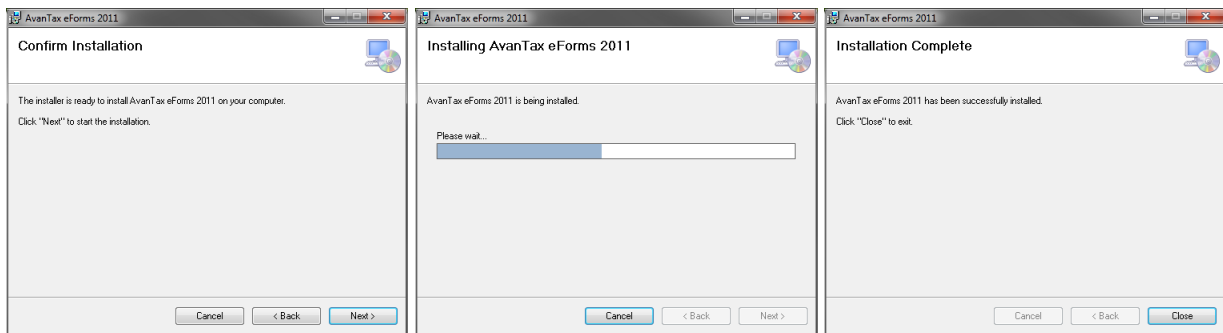 AvanTax eForms 2011
Confirm Installation
The installer is ready to install AvanTax eForms 2011 on your computer.
Click "Next" to start the installation.
Cancel
< Back
Next >
AvanTax eForms 2011
Installing AvanTax eForms 2011
AvanTax eForms 2011 is being installed.
Please wait...
Cancel
< Back
Next >
AvanTax eForms 2011
Installation Complete
AvanTax eForms 2011 has been successfully installed.
Click "Close" to exit.
Cancel
< Back
Close